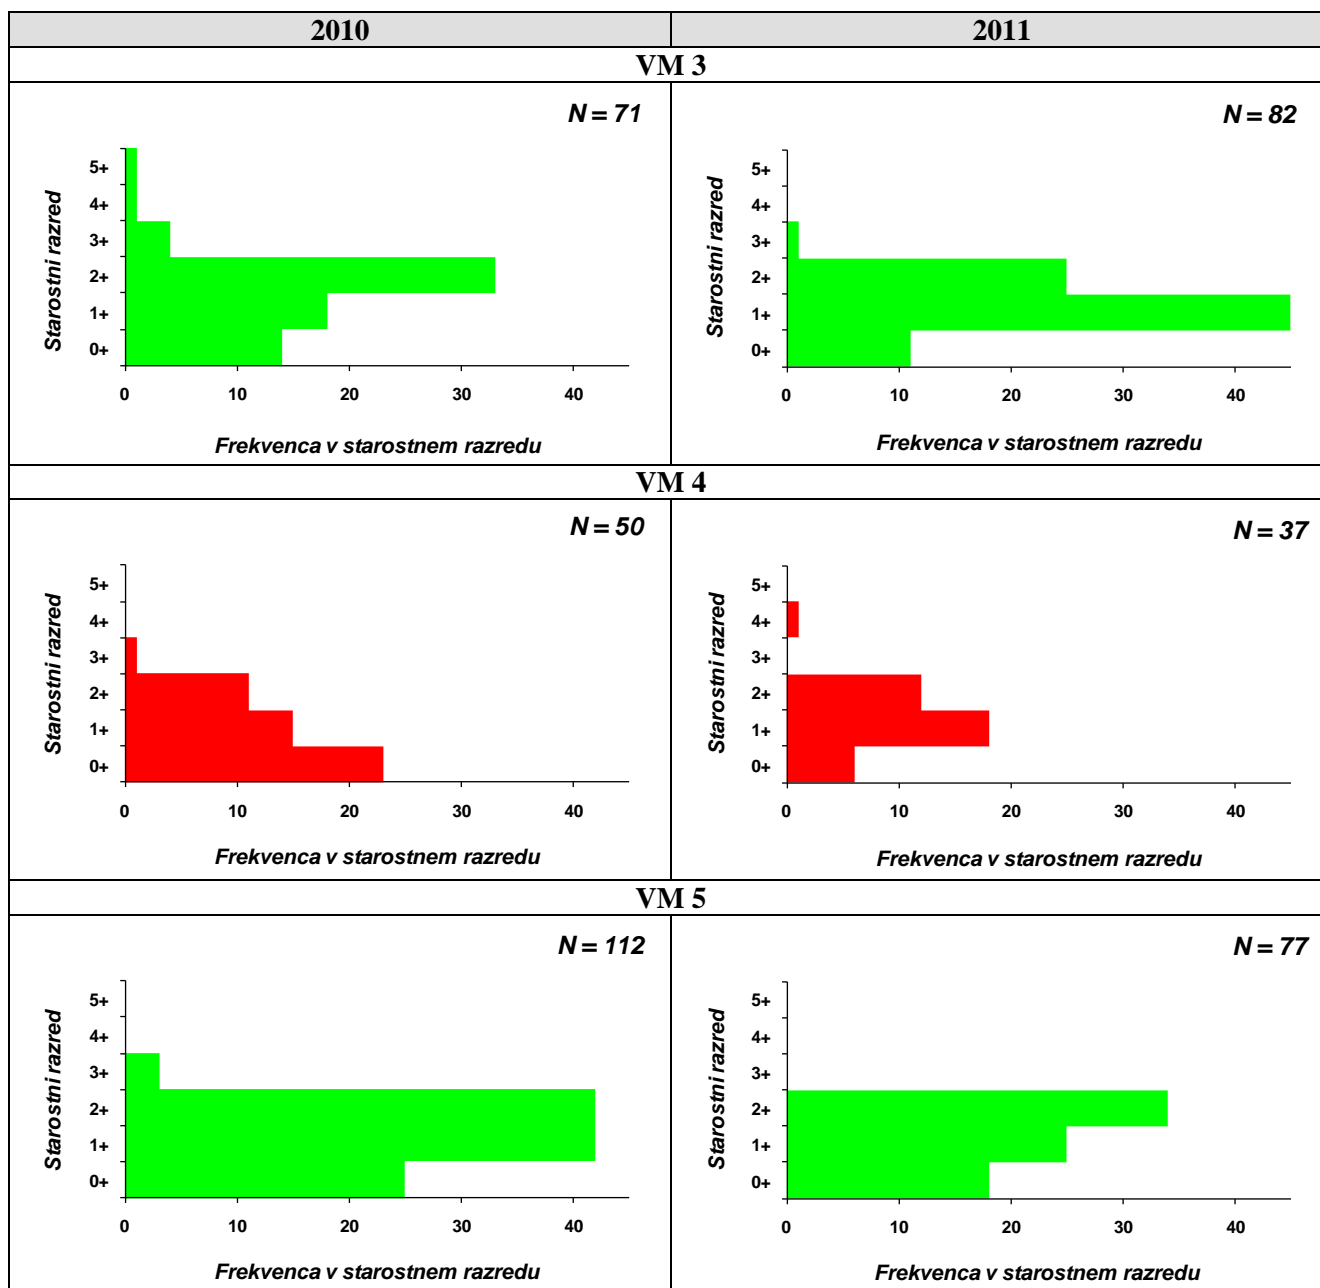 2010 2011
VM 3
N = 71
5+
4+
3+
2+
1+
0+
Starostni razred
0 10 20 30 40
Frekvenca v starostnem razredu
N = 82
5+
4+
3+
2+
1+
0+
Starostni razred
0 10 20 30 40
Frekvenca v starostnem razredu
VM 4
N = 50
5+
4+
3+
2+
1+
0+
Starostni razred
0 10 20 30 40
Frekvenca v starostnem razredu
N = 37
5+
4+
3+
2+
1+
0+
Starostni razred
0 10 20 30 40
Frekvenca v starostnem razredu
VM 5
N = 112
5+
4+
3+
2+
1+
0+
Starostni razred
0 10 20 30 40
Frekvenca v starostnem razredu
N = 77
5+
4+
3+
2+
1+
0+
Starostni razred
0 10 20 30 40
Frekvenca v starostnem razredu